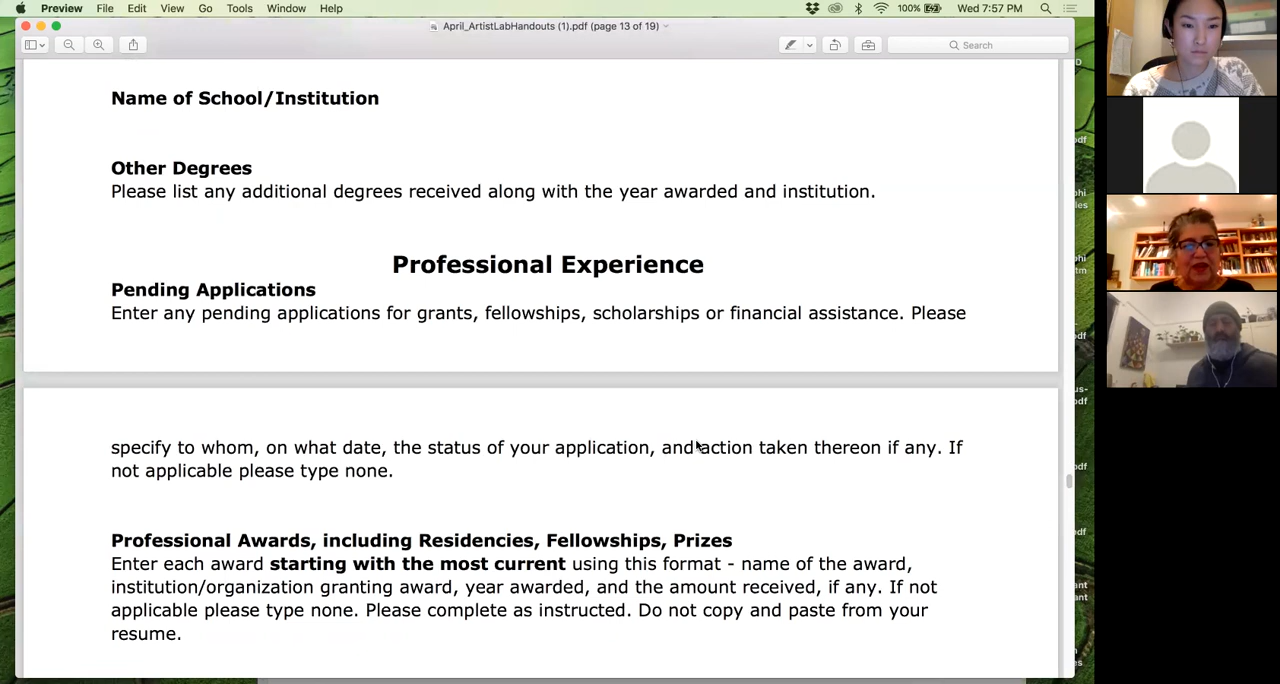 Preview File Edit View Go Tools Window Help 100% Wed 7:57 PM
April_ArtistLabHandouts (1).pdf (page 13 of 19)
Search
Name of School/Institution
Other Degrees
Please list any additional degrees received along with the year awarded and institution.
Professional Experience
Pending Applications
Enter any pending applications for grants, fellowships, scholarships or financial assistance. Please
specify to whom, on what date, the status of your application, and action taken thereon if any. If
not applicable please type none.
Professional Awards, including Residencies, Fellowships, Prizes
Enter each award starting with the most current using this format - name of the award,
institution/organization granting award, year awarded, and the amount received, if any. If not
applicable please type none. Please complete as instructed. Do not copy and paste from your
resume.